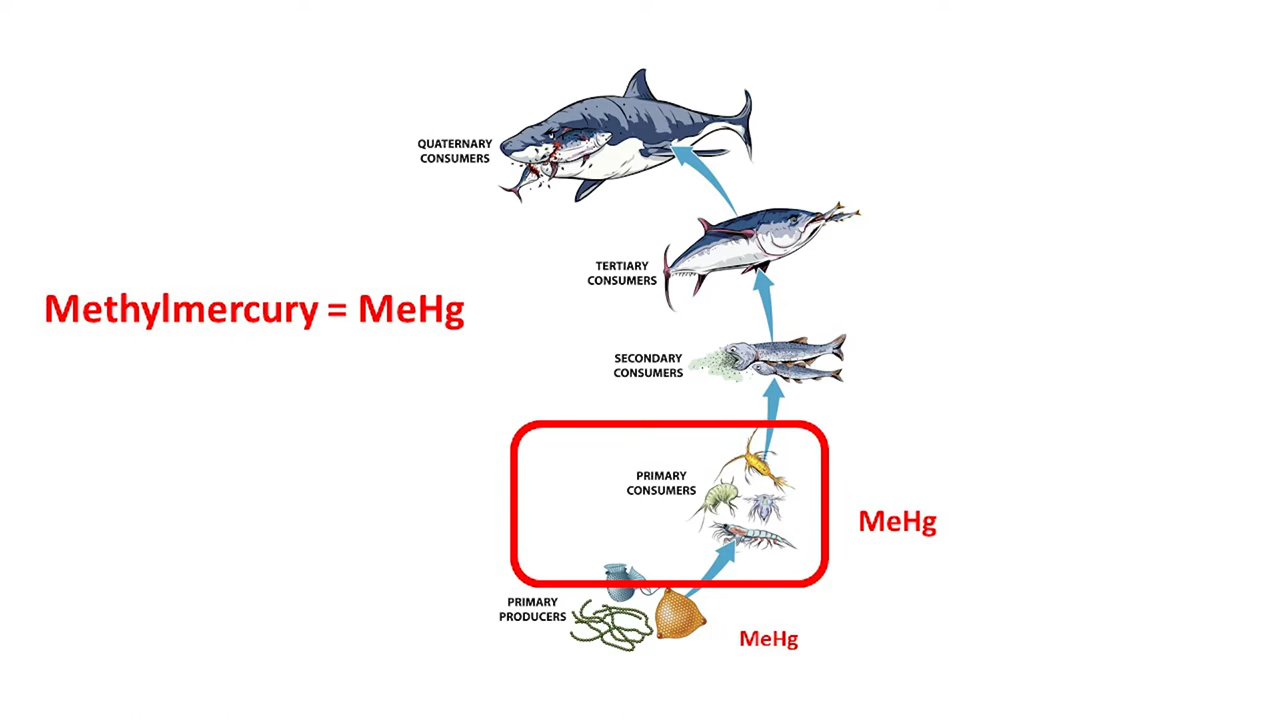 QUATERNARY
CONSUMERS
TERTIARY
CONSUMERS
Methylmercury = MeHg
SECONDARY
CONSUMERS
PRIMARY
CONSUMERS
MeHg
PRIMARY
PRODUCERS
MeHg